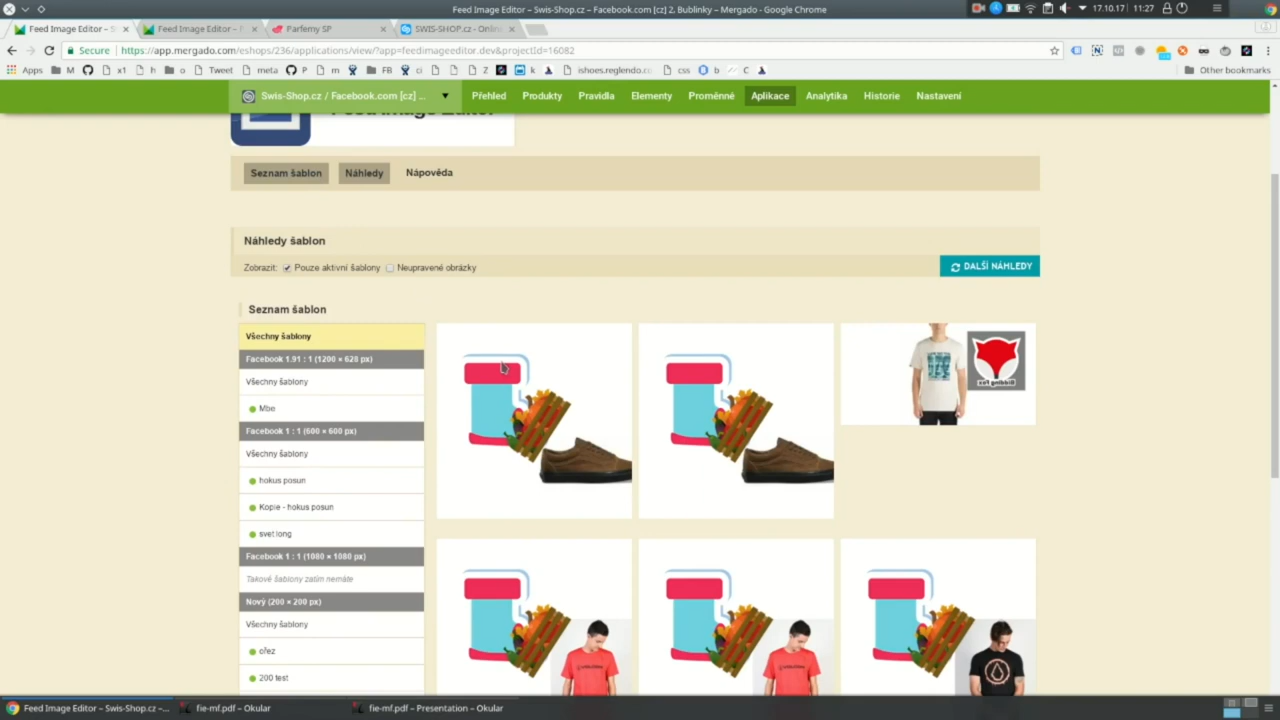 Feed Image Editor – Swis-Shop.cz – Facebook.com [cz] 2. Bublinky – Mergado - Google Chrome
17.10.17 11:27
Feed Image Editor – S
Feed Image Editor –
Parfemy SP
SWIS-SHOP.cz - Onlin
Secure https://app.mergado.com/eshops/236/applications/view/?app=feedimageeditor.dev&projectId=16082
Apps M x1 h o Tweet meta P m FB ci Z k ishoes.reglendo.c css b C Other bookmarks
Swis-Shop.cz / Facebook.com [cz] ... Přehled Produkty Pravidla Elementy Proměnné Aplikace Analytika Historie Nastavení
Feed Image Editor
Seznam šablon Náhledy Nápověda
Náhledy šablon
Zobrazit: Pouze aktivní šablony Neupravené obrázky DALŠÍ NÁHLEDY
Seznam šablon
Všechny šablony
Facebook 1.91 : 1 (1200 × 628 px)
Všechny šablony
Mbe
Facebook 1 : 1 (600 × 600 px)
Všechny šablony
hokus posun
Kopie - hokus posun
svet long
Facebook 1 : 1 (1080 × 1080 px)
Takové šablony zatím nemáte
Nový (200 × 200 px)
Všechny šablony
ořez
200 test
Feed Image Editor – Swis-Shop.cz –... fie-mf.pdf – Okular fie-mf.pdf – Presentation – Okular